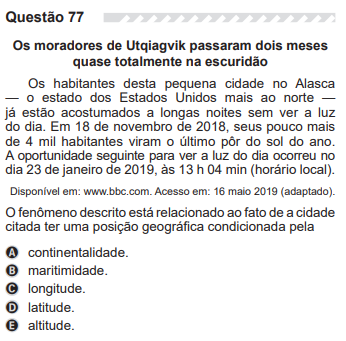 Questão 77
Os moradores de Utqiagvik passaram dois meses
quase totalmente na escuridão
Os habitantes desta pequena cidade no Alasca
— o estado dos Estados Unidos mais ao norte —
já estão acostumados a longas noites sem ver a luz
do dia. Em 18 de novembro de 2018, seus pouco mais
de 4 mil habitantes viram o último pôr do sol do ano.
A oportunidade seguinte para ver a luz do dia ocorreu no
dia 23 de janeiro de 2019, às 13 h 04 min (horário local).
Disponível em: www.bbc.com. Acesso em: 16 maio 2019 (adaptado).
O fenômeno descrito está relacionado ao fato de a cidade
citada ter uma posição geográfica condicionada pela
A continentalidade.
B maritimidade.
C longitude.
D latitude.
E altitude.